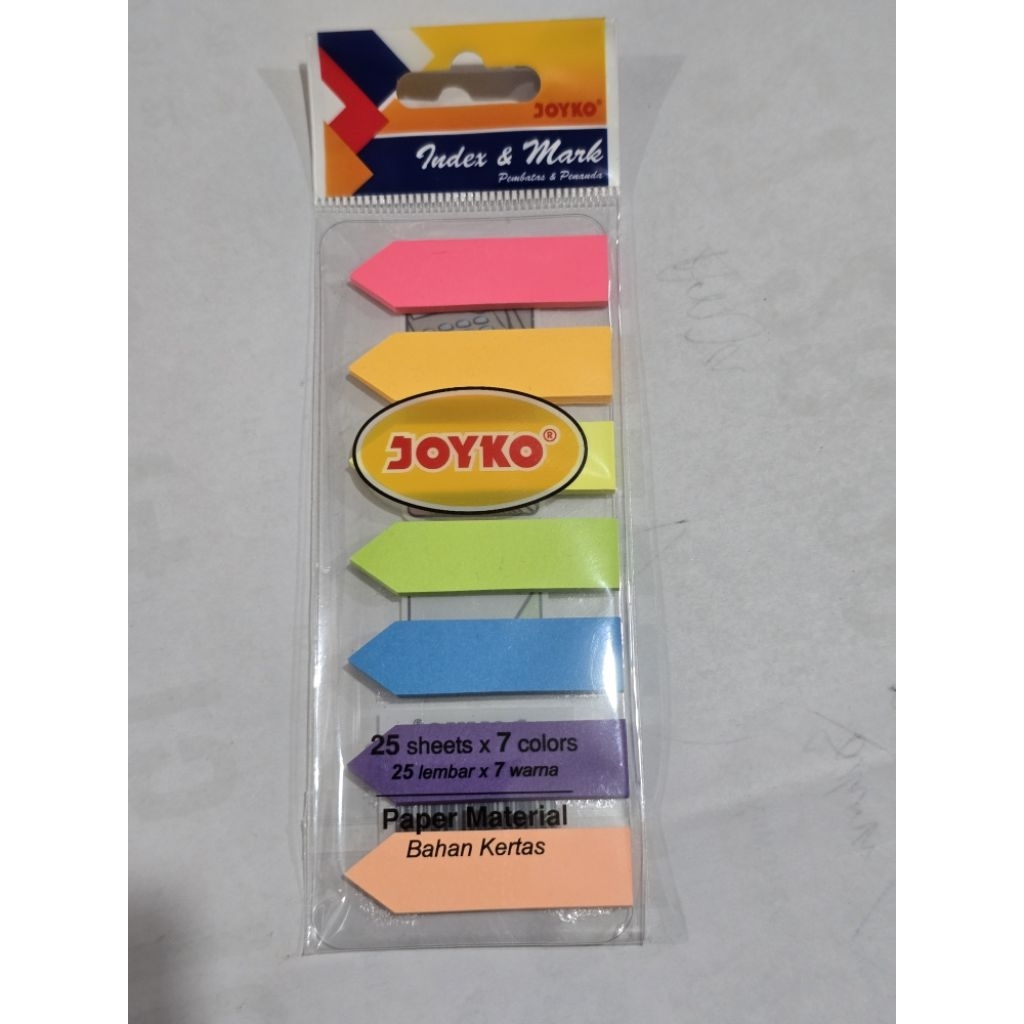 JOYKO®
Index & Mark
Pembatas & Penanda
JOYKO®
25 sheets x 7 colors
25 lembar x 7 warna
Paper Material
Bahan Kertas